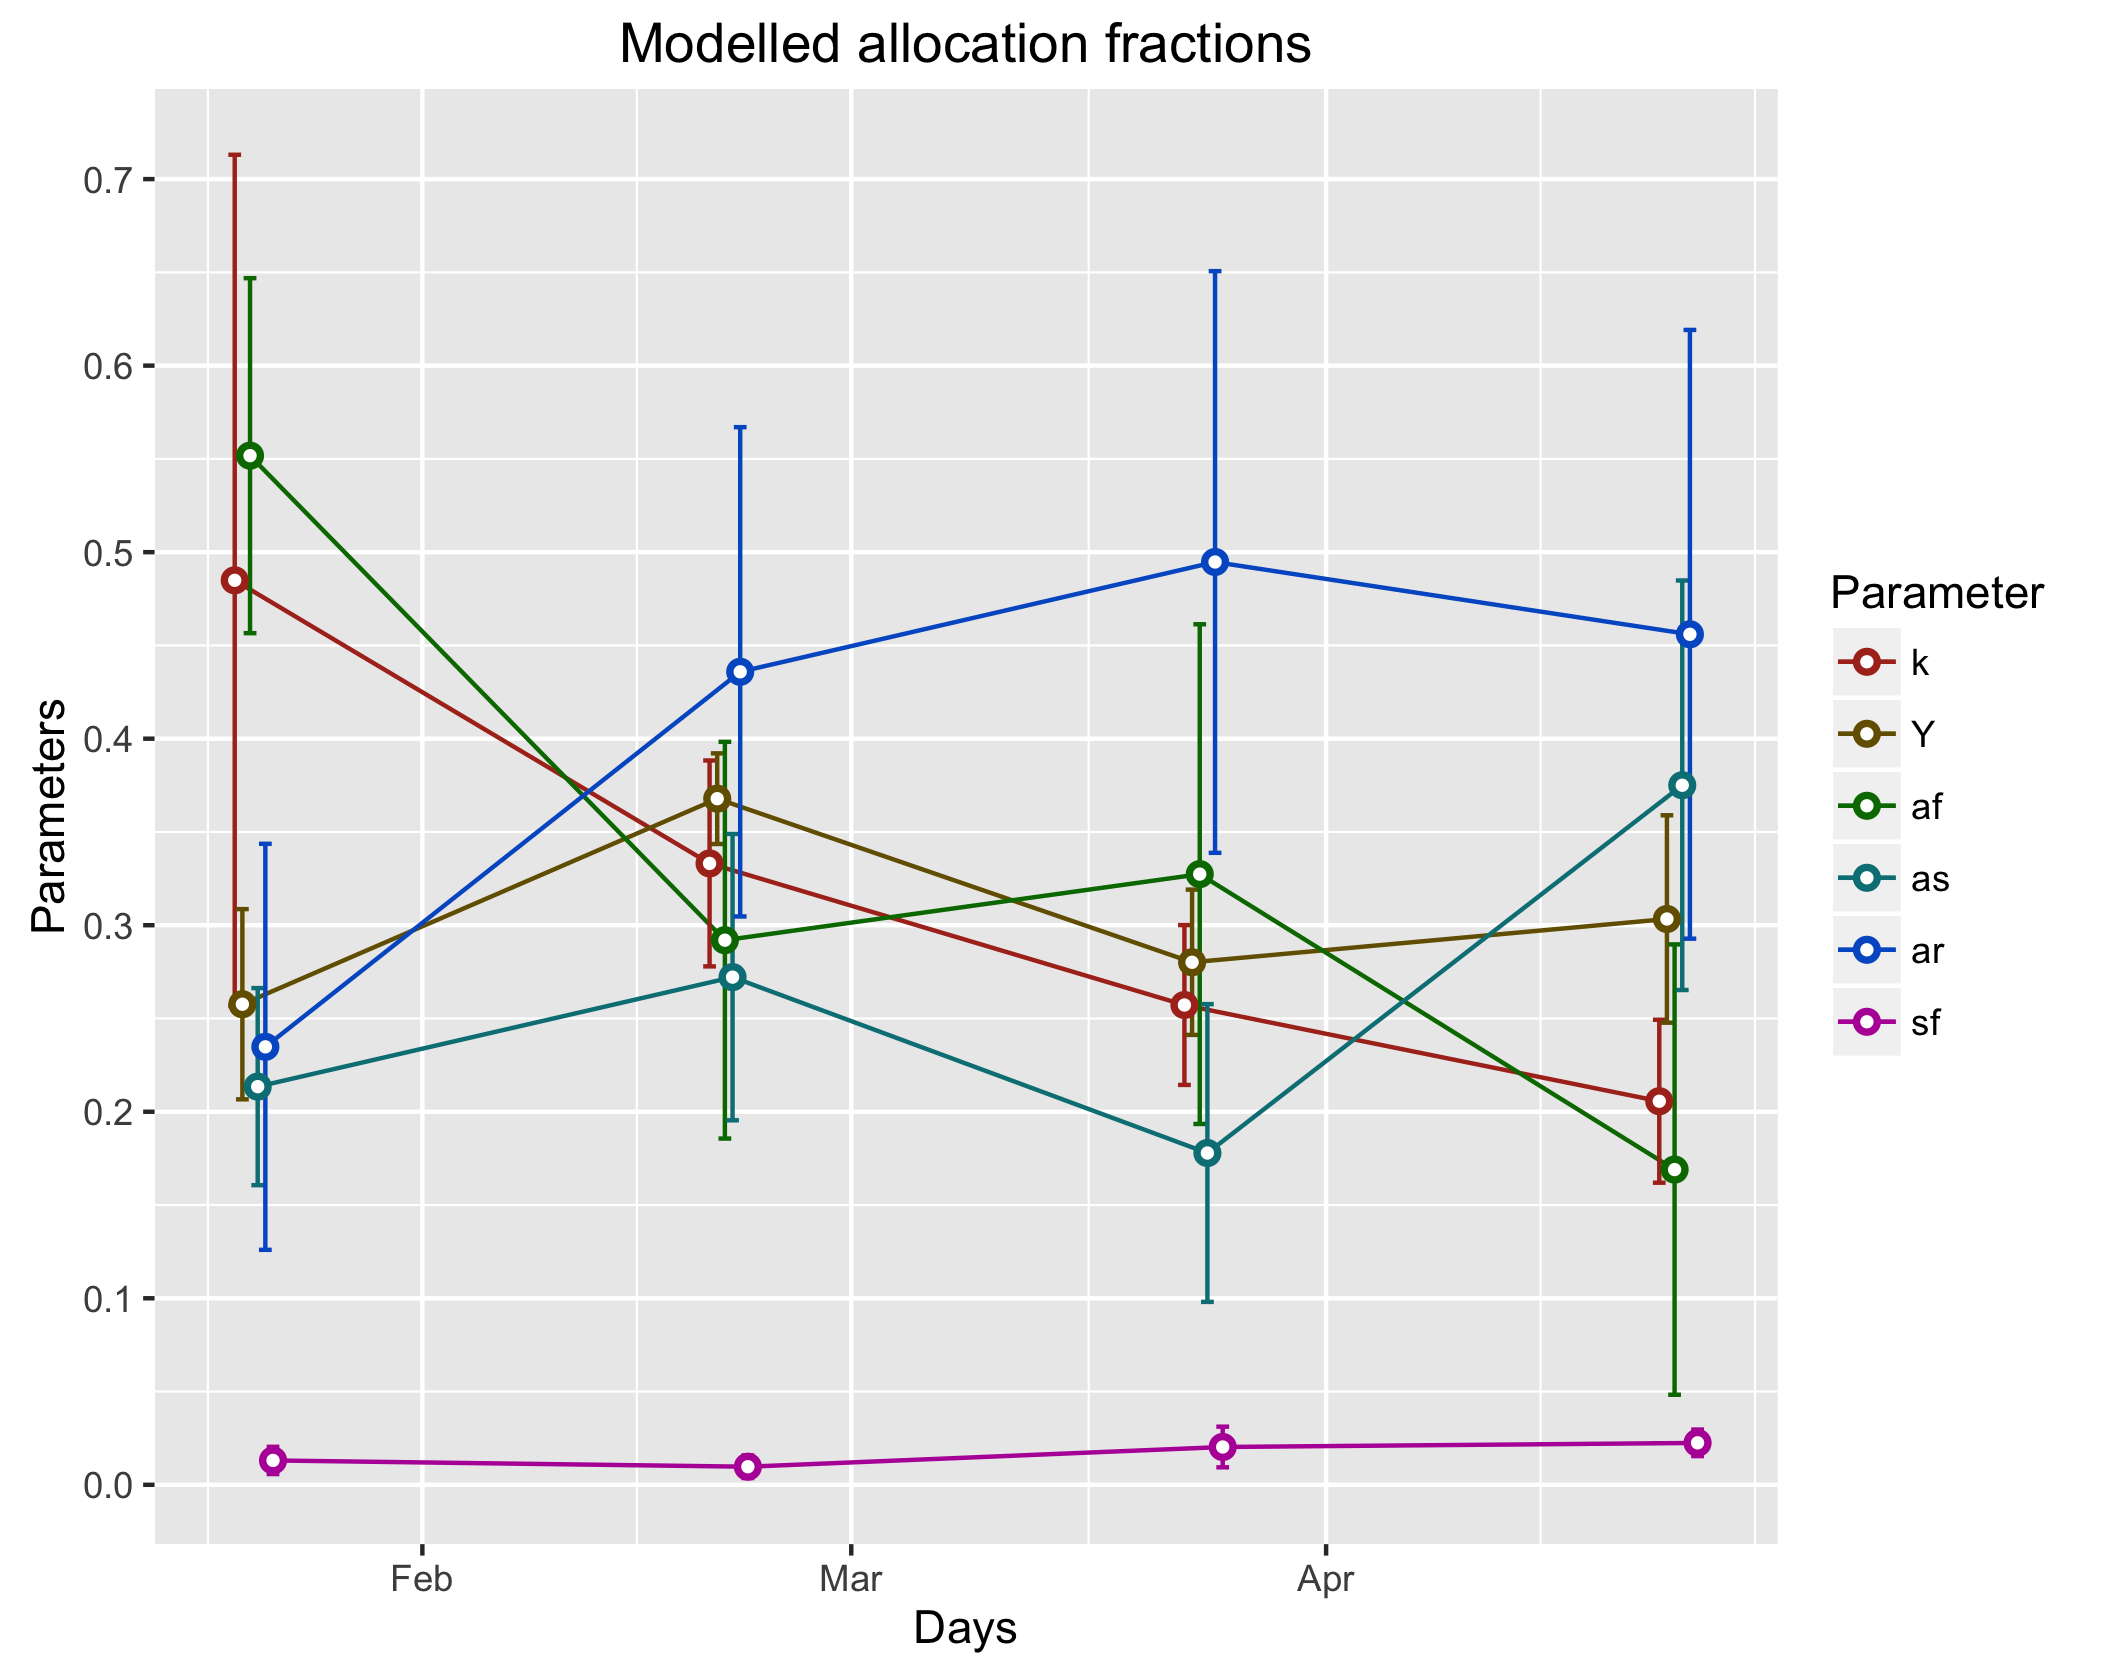 Modelled allocation fractions
Parameters
0.7
0.6
0.5
0.4
0.3
0.2
0.1
0.0
Feb Mar Apr
Days
Parameter
k
Y
af
as
ar
sf